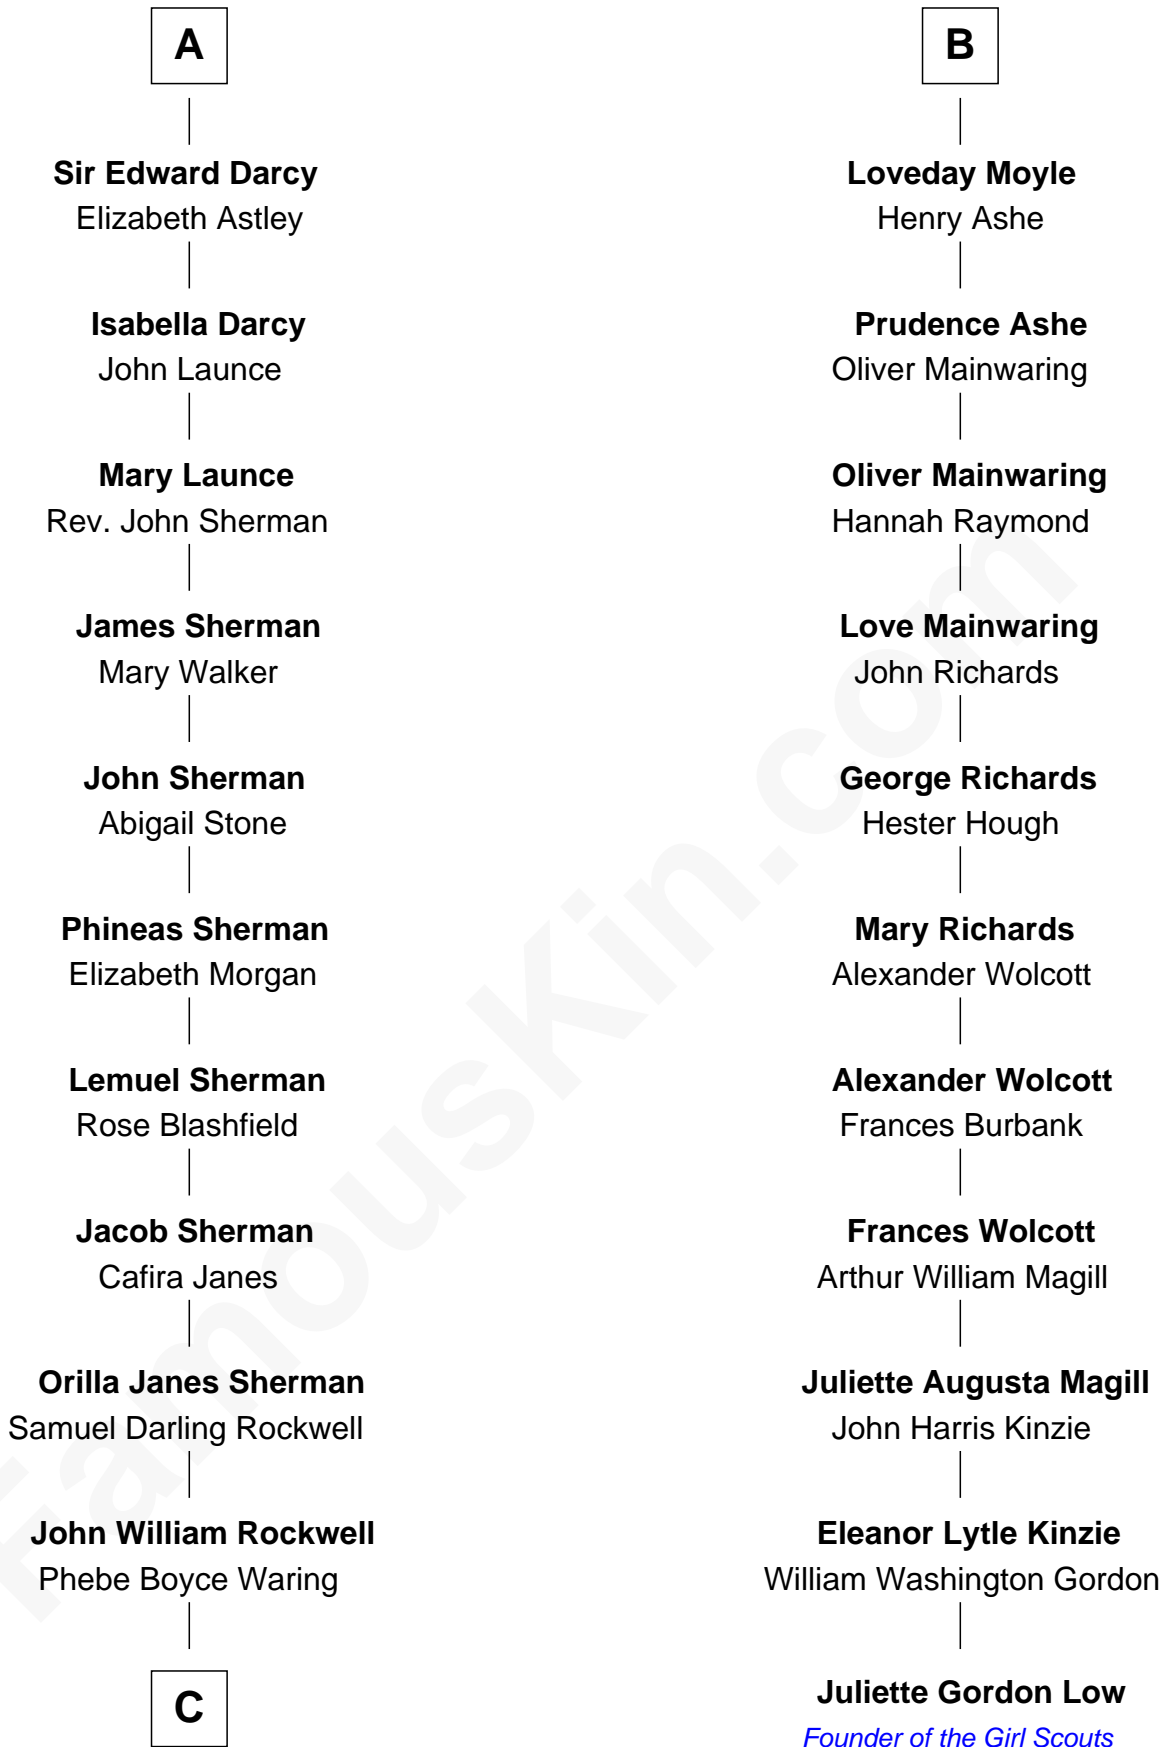 A
Sir Edward Darcy
Elizabeth Astley
Isabella Darcy
John Launce
Mary Launce
Rev. John Sherman
James Sherman
Mary Walker
John Sherman
Abigail Stone
Phineas Sherman
Elizabeth Morgan
Lemuel Sherman
Rose Blashfield
Jacob Sherman
Cafira Janes
Orilla Janes Sherman
Samuel Darling Rockwell
John William Rockwell
Phebe Boyce Waring
C
B
Loveday Moyle
Henry Ashe
Prudence Ashe
Oliver Mainwaring
Oliver Mainwaring
Hannah Raymond
Love Mainwaring
John Richards
George Richards
Hester Hough
Mary Richards
Alexander Wolcott
Alexander Wolcott
Frances Burbank
Frances Wolcott
Arthur William Magill
Juliette Augusta Magill
John Harris Kinzie
Eleanor Lytle Kinzie
William Washington Gordon
Juliette Gordon Low
Founder of the Girl Scouts
FamousKin.com